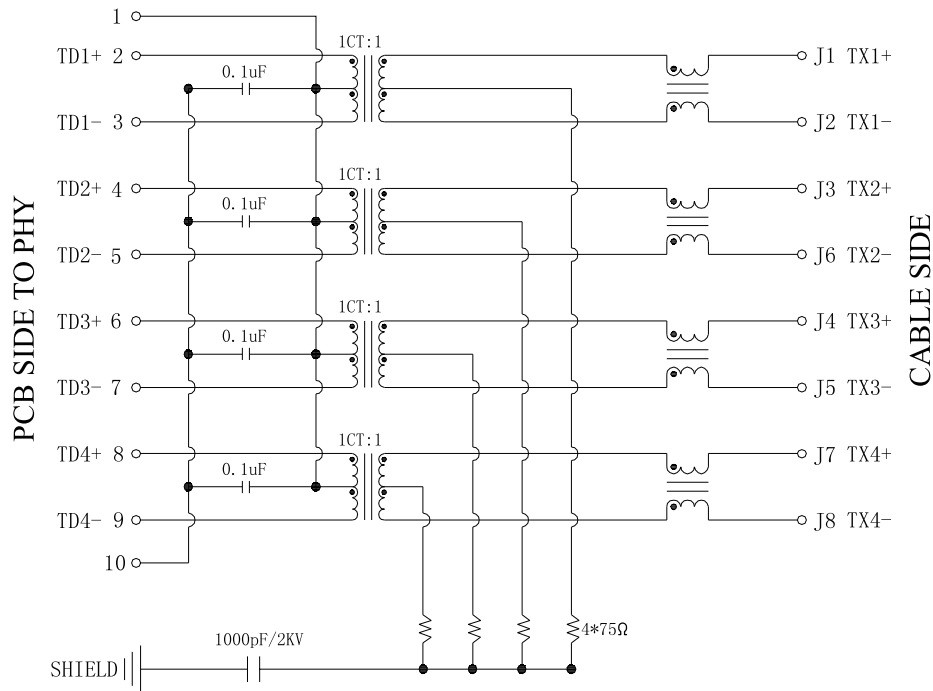 1
1CT:1
TD1+ 2
J1 TX1+
0.1uF
TD1- 3
J2 TX1-
1CT:1
TD2+ 4
J3 TX2+
0.1uF
TD2- 5
J6 TX2-
1CT:1
TD3+ 6
J4 TX3+
0.1uF
TD3- 7
J5 TX3-
1CT:1
TD4+ 8
J7 TX4+
0.1uF
TD4- 9
J8 TX4-
10
4*75Ω
1000pF/2KV
SHIELD
PCB SIDE TO PHY
CABLE SIDE